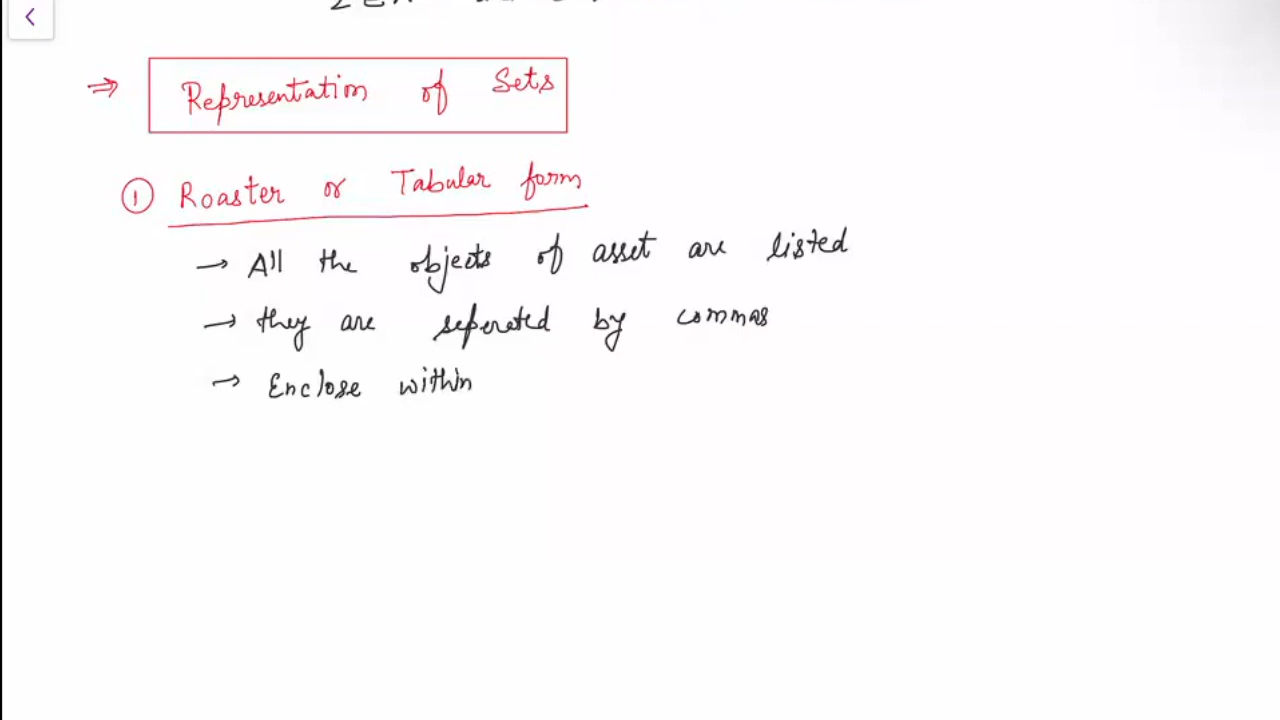 ⇒ Representation of Sets
① Roaster or Tabular form
→ All the objects of asset are listed
→ they are seperated by commas
→ Enclose within